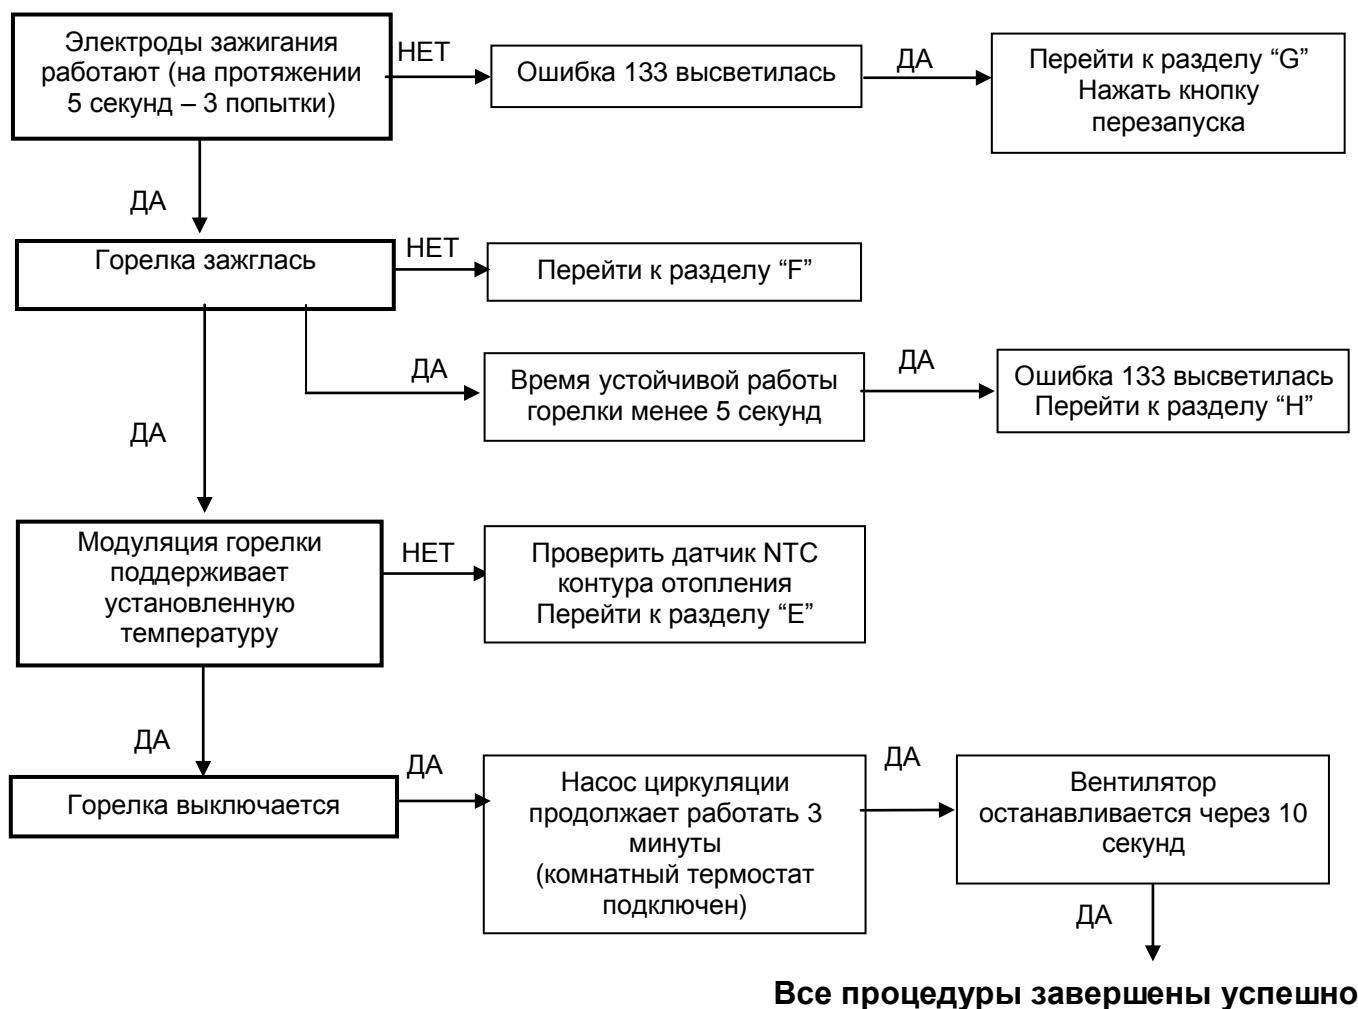 Электроды зажигания
работают (на протяжении
5 секунд – 3 попытки)
НЕТ
Ошибка 133 высветилась
ДА
Перейти к разделу “G”
Нажать кнопку
перезапуска
ДА
Горелка зажглась
НЕТ
Перейти к разделу “F”
ДА
Время устойчивой работы
горелки менее 5 секунд
ДА
Ошибка 133 высветилась
Перейти к разделу “H”
ДА
Модуляция горелки
поддерживает
установленную
температуру
НЕТ
Проверить датчик NTC
контура отопления
Перейти к разделу “E”
ДА
Горелка выключается
ДА
Насос циркуляции
продолжает работать 3
минуты
(комнатный термостат
подключен)
ДА
Вентилятор
останавливается через 10
секунд
ДА
Все процедуры завершены успешно